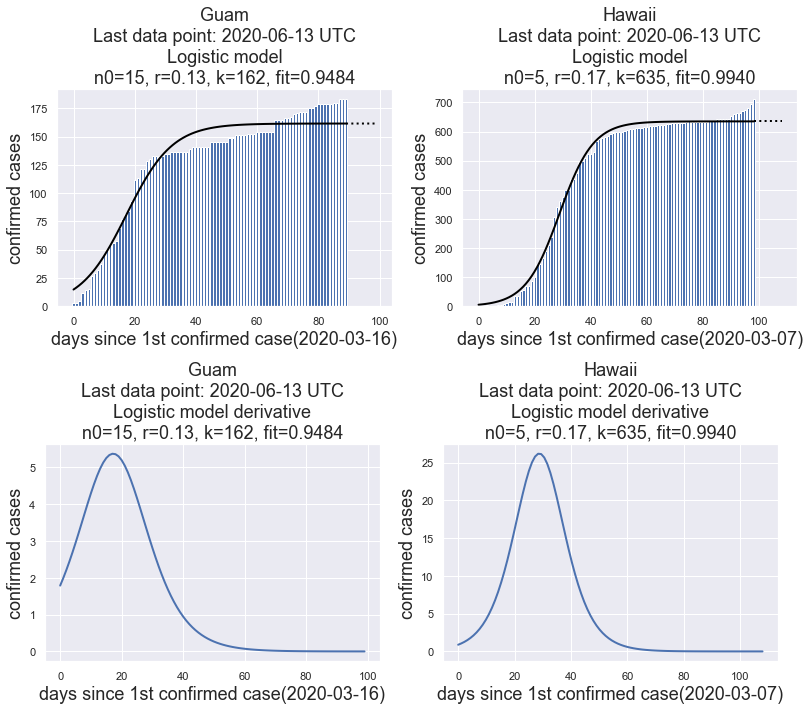 Guam
Last data point: 2020-06-13 UTC
Logistic model
n0=15, r=0.13, k=162, fit=0.9484
confirmed cases
175
150
125
100
75
50
25
0
0 20 40 60 80 100
days since 1st confirmed case(2020-03-16)
Hawaii
Last data point: 2020-06-13 UTC
Logistic model
n0=5, r=0.17, k=635, fit=0.9940
confirmed cases
700
600
500
400
300
200
100
0
0 20 40 60 80 100
days since 1st confirmed case(2020-03-07)
Guam
Last data point: 2020-06-13 UTC
Logistic model derivative
n0=15, r=0.13, k=162, fit=0.9484
confirmed cases
5
4
3
2
1
0
0 20 40 60 80 100
days since 1st confirmed case(2020-03-16)
Hawaii
Last data point: 2020-06-13 UTC
Logistic model derivative
n0=5, r=0.17, k=635, fit=0.9940
confirmed cases
25
20
15
10
5
0
0 20 40 60 80 100
days since 1st confirmed case(2020-03-07)